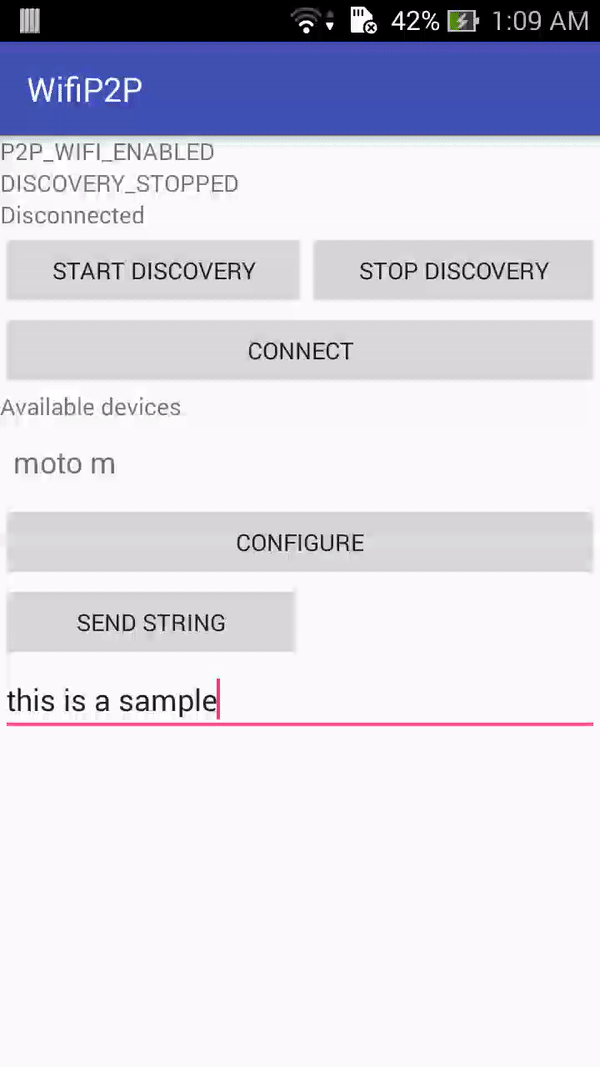 42% 1:09 AM
WifiP2P
P2P_WIFI_ENABLED
DISCOVERY_STOPPED
Disconnected
START DISCOVERY STOP DISCOVERY
CONNECT
Available devices
moto m
CONFIGURE
SEND STRING
this is a sample